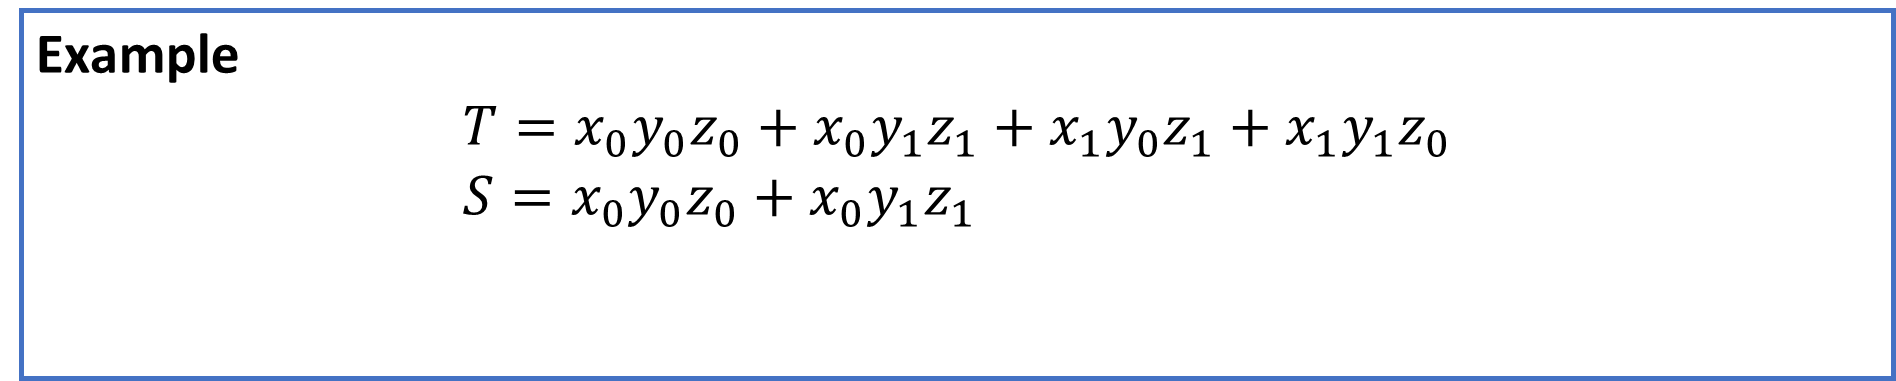 Example
T = x₀y₀z₀ + x₀y₁z₁ + x₁y₀z₁ + x₁y₁z₀
S = x₀y₀z₀ + x₀y₁z₁